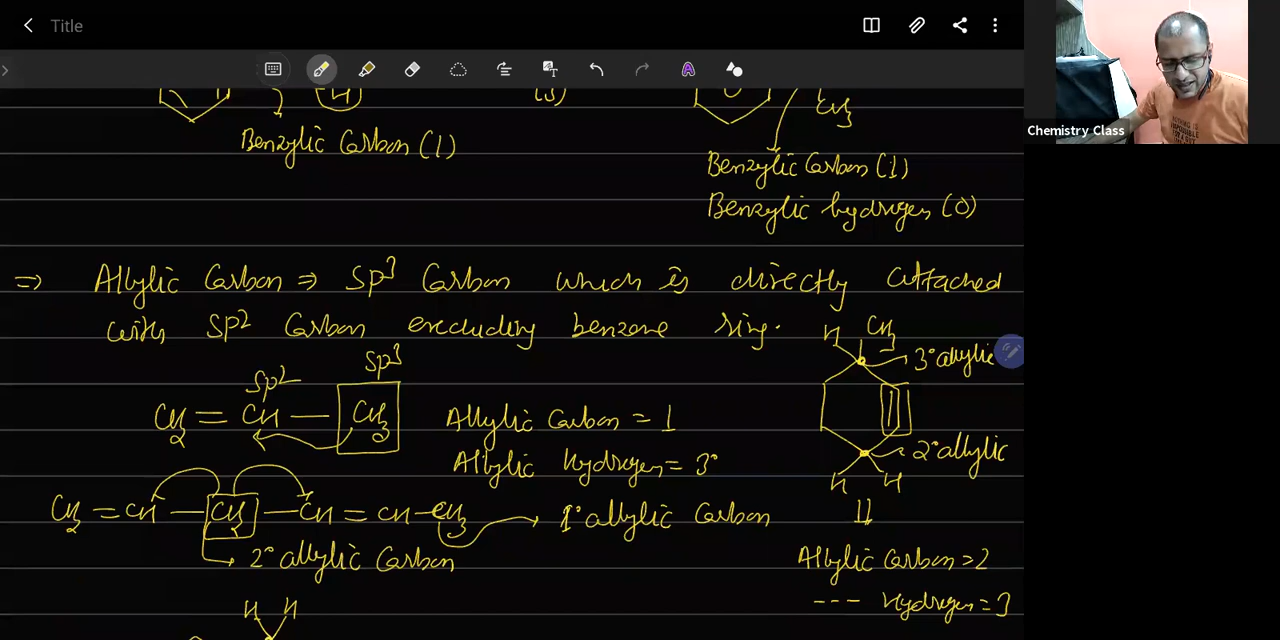 Title
Chemistry Class
CH3
Benzylic Carbon (1)
Benzylic Carbon (1)
Benzylic hydrogen (0)
⇒ Allylic Carbon ⇒ Sp3 Carbon which is directly attached
with sp2 Carbon excluding benzene ring.
H CH3
3° allylic
Sp2 Sp3
CH2 = CH — CH3
Allylic Carbon = 1
Allylic Hydrogen = 3
2° allylic
H H
CH2 = CH — CH2 — CH = CH - CH3 → 1° allylic Carbon
2° allylic Carbon
Allylic Carbon = 2
--- Hydrogen = 3
H H